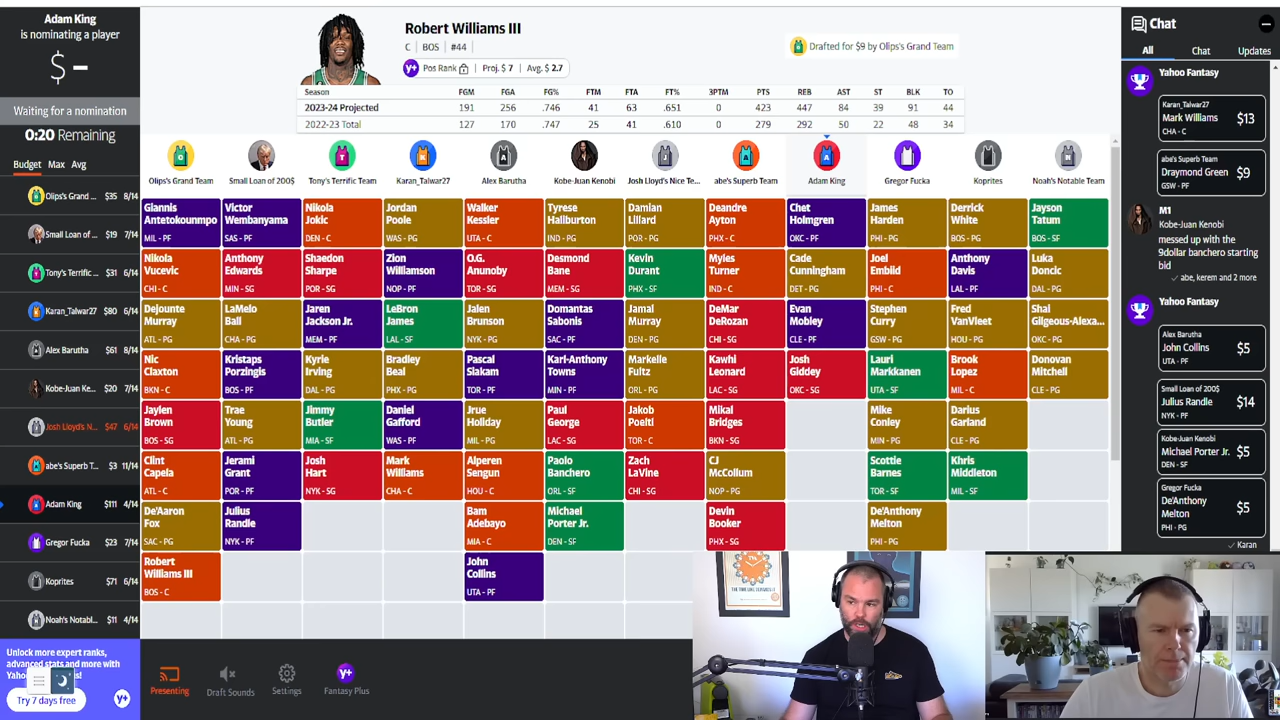 Adam King
is nominating a player
$ –
Waiting for a nomination
0:20 Remaining
Budget Max Avg
Olips's Grand ... $35 8/14
Small Loan of ... $19 7/14
Tony's Terrific ... $31 6/14
Karan_Talwar27 $80 6/14
Alex Barutha $61 8/14
Kobe-Juan Ke... $20 7/14
Josh Lloyd's N... $47 6/14
abe's Superb T... $3 11/14
Adam King $111 4/14
Gregor Fucka $23 7/14
Koprites $71 6/14
Noah's Notabl... $11 4/14
Unlock more expert ranks,
advanced stats and more with
Try 7 days free
y+
Robert Williams III
C BOS #44
y+ Pos Rank Proj. $ 7 Avg. $ 2.7
Drafted for $9 by Olips's Grand Team
Season FGM FGA FG% FTM FTA FT% 3PTM PTS REB AST ST BLK TO
2023-24 Projected 191 256 .746 41 63 .651 0 423 447 84 39 91 44
2022-23 Total 127 170 .747 25 41 .610 0 279 292 50 22 48 34
Olips's Grand Team Small Loan of 200$ Tony's Terrific Team Karan_Talwar27 Alex Barutha Kobe-Juan Kenobi Josh Lloyd's Nice Te... abe's Superb Team Adam King Gregor Fucka Koprites Noah's Notable Team
Giannis Victor Nikola Jordan Walker Tyrese Damian Deandre Chet James Derrick Jayson
Antetokounmpo Wembanyama Jokic Poole Kessler Haliburton Lillard Ayton Holmgren Harden White Tatum
MIL - PF SAS - PF DEN - C WAS - PG UTA - C IND - PG POR - PG PHX - C OKC - PF PHI - PG BOS - PG BOS - SF
Nikola Anthony Shaedon Zion O.G. Desmond Kevin Myles Cade Joel Anthony Luka
Vucevic Edwards Sharpe Williamson Anunoby Bane Durant Turner Cunningham Embiid Davis Doncic
CHI - C MIN - SG POR - SG NOP - PF TOR - SG MEM - SG PHX - SF IND - C DET - PG PHI - C LAL - PF DAL - PG
Dejounte LaMelo Jaren LeBron Jalen Domantas Jamal DeMar Evan Stephen Fred Shai
Murray Ball Jackson Jr. James Brunson Sabonis Murray DeRozan Mobley Curry VanVleet Gilgeous-Alexa...
ATL - PG CHA - PG MEM - PF LAL - SF NYK - PG SAC - PF DEN - PG CHI - SG CLE - PF GSW - PG HOU - PG OKC - PG
Nic Kristaps Kyrie Bradley Pascal Karl-Anthony Markelle Kawhi Josh Lauri Brook Donovan
Claxton Porzingis Irving Beal Siakam Towns Fultz Leonard Giddey Markkanen Lopez Mitchell
BKN - C BOS - PF DAL - PG PHX - PG TOR - PF MIN - PF ORL - PG LAC - SG OKC - SG UTA - SF MIL - C CLE - PG
Jaylen Trae Jimmy Daniel Jrue Paul Jakob Mikal Mike Darius
Brown Young Butler Gafford Holiday George Poeltl Bridges Conley Garland
BOS - SG ATL - PG MIA - SF WAS - PF MIL - PG LAC - SG TOR - C BKN - SG MIN - PG CLE - PG
Clint Jerami Josh Mark Alperen Paolo Zach CJ Scottie Khris
Capela Grant Hart Williams Sengun Banchero LaVine McCollum Barnes Middleton
ATL - C POR - PF NYK - SG CHA - C HOU - C ORL - SF CHI - SG NOP - PG TOR - SF MIL - SF
De'Aaron Julius Bam Michael Devin De'Anthony
Fox Randle Adebayo Porter Jr. Booker Melton
SAC - PG NYK - PF MIA - C DEN - SF PHX - SG PHI - PG
Robert John
Williams III Collins
BOS - C UTA - PF
Presenting Draft Sounds Settings Fantasy Plus
Chat
All Chat Updates
Yahoo Fantasy
Karan_Talwar27
Mark Williams $13
CHA - C
abe's Superb Team
Draymond Green $9
GSW - PF
M1
Kobe-Juan Kenobi
messed up with the
9dollar banchero starting
bid
abe, kerem and 2 more
Yahoo Fantasy
Alex Barutha
John Collins $5
UTA - PF
Small Loan of 200$
Julius Randle $14
NYK - PF
Kobe-Juan Kenobi
Michael Porter Jr. $5
DEN - SF
Gregor Fucka
De'Anthony
Melton $5
PHI - PG
Karan